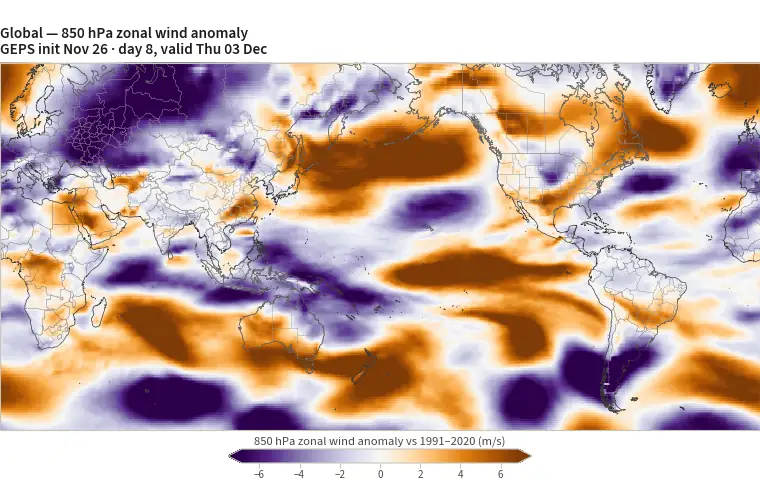 Global — 850 hPa zonal wind anomaly
GEPS init Nov 26 · day 8, valid Thu 03 Dec
850 hPa zonal wind anomaly vs 1991–2020 (m/s)
−6 −4 −2 0 2 4 6